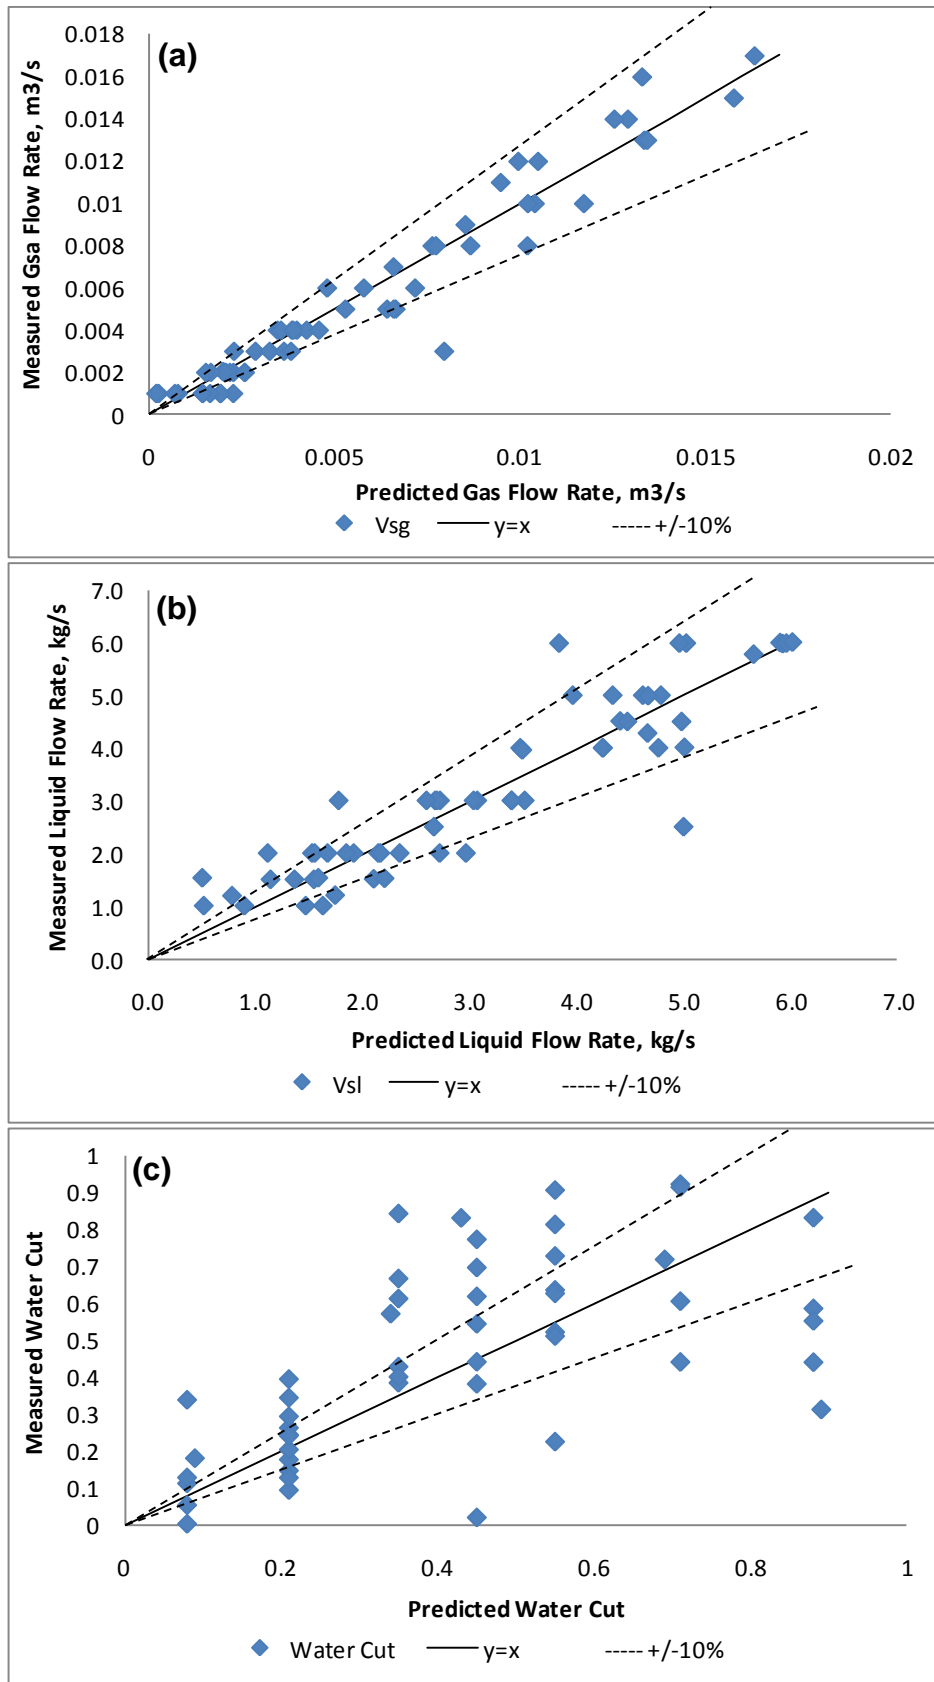 (a)
Measured Gsa Flow Rate, m3/s
0.018
0.016
0.014
0.012
0.01
0.008
0.006
0.004
0.002
0
0 0.005 0.01 0.015 0.02
Predicted Gas Flow Rate, m3/s
Vsg y=x +/-10%
(b)
Measured Liquid Flow Rate, kg/s
7.0
6.0
5.0
4.0
3.0
2.0
1.0
0.0
0.0 1.0 2.0 3.0 4.0 5.0 6.0 7.0
Predicted Liquid Flow Rate, kg/s
Vsl y=x +/-10%
(c)
Measured Water Cut
1
0.9
0.8
0.7
0.6
0.5
0.4
0.3
0.2
0.1
0
0 0.2 0.4 0.6 0.8 1
Predicted Water Cut
Water Cut y=x +/-10%